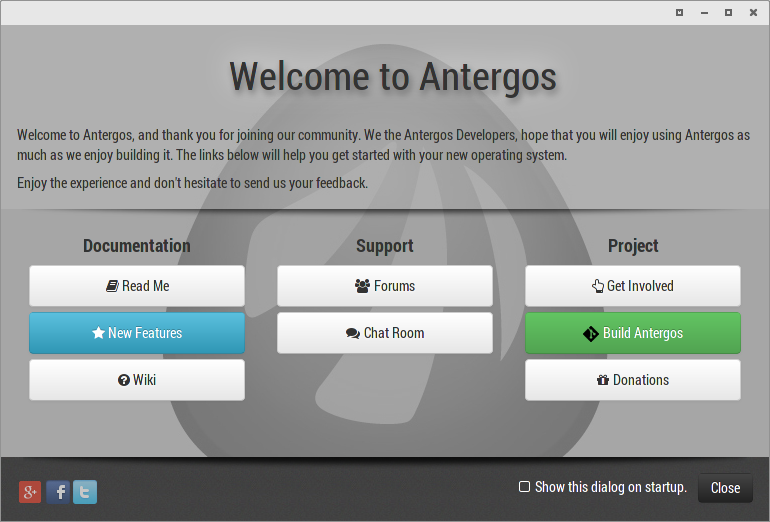 Welcome to Antergos
Welcome to Antergos, and thank you for joining our community. We the Antergos Developers, hope that you will enjoy using Antergos as
much as we enjoy building it. The links below will help you get started with your new operating system.
Enjoy the experience and don't hesitate to send us your feedback.
Documentation
Support
Project
Read Me
Forums
Get Involved
New Features
Chat Room
Build Antergos
Wiki
Donations
g+
f
t
Show this dialog on startup.
Close